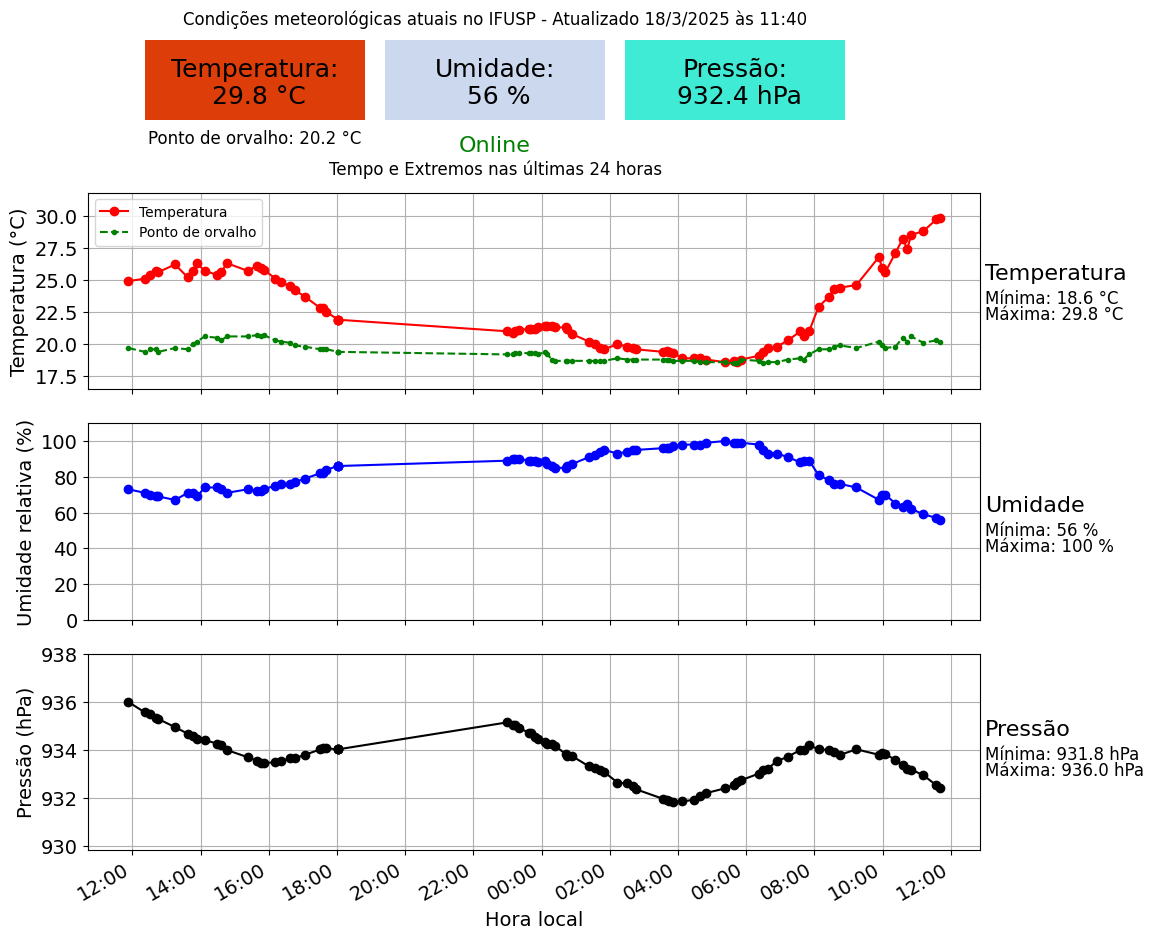 Condições meteorológicas atuais no IFUSP - Atualizado 18/3/2025 às 11:40
Temperatura:
29.8 °C
Umidade:
56 %
Pressão:
932.4 hPa
Ponto de orvalho: 20.2 °C
Online
Tempo e Extremos nas últimas 24 horas
Temperatura (°C)
30.0
27.5
25.0
22.5
20.0
17.5
Temperatura
Ponto de orvalho
Temperatura
Mínima: 18.6 °C
Máxima: 29.8 °C
Umidade relativa (%)
100
80
60
40
20
0
Umidade
Mínima: 56 %
Máxima: 100 %
Pressão (hPa)
938
936
934
932
930
Pressão
Mínima: 931.8 hPa
Máxima: 936.0 hPa
12:00 14:00 16:00 18:00 20:00 22:00 00:00 02:00 04:00 06:00 08:00 10:00 12:00
Hora local